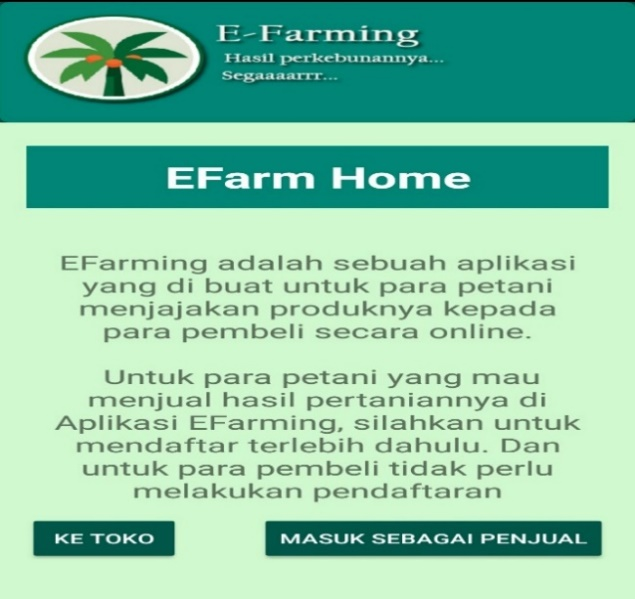 E-Farming
Hasil perkebunannya...
Segaaaarrr...
EFarm Home
EFarming adalah sebuah aplikasi
yang di buat untuk para petani
menjajakan produknya kepada
para pembeli secara online.
Untuk para petani yang mau
menjual hasil pertaniannya di
Aplikasi EFarming, silahkan untuk
mendaftar terlebih dahulu. Dan
untuk para pembeli tidak perlu
melakukan pendaftaran
KE TOKO
MASUK SEBAGAI PENJUAL